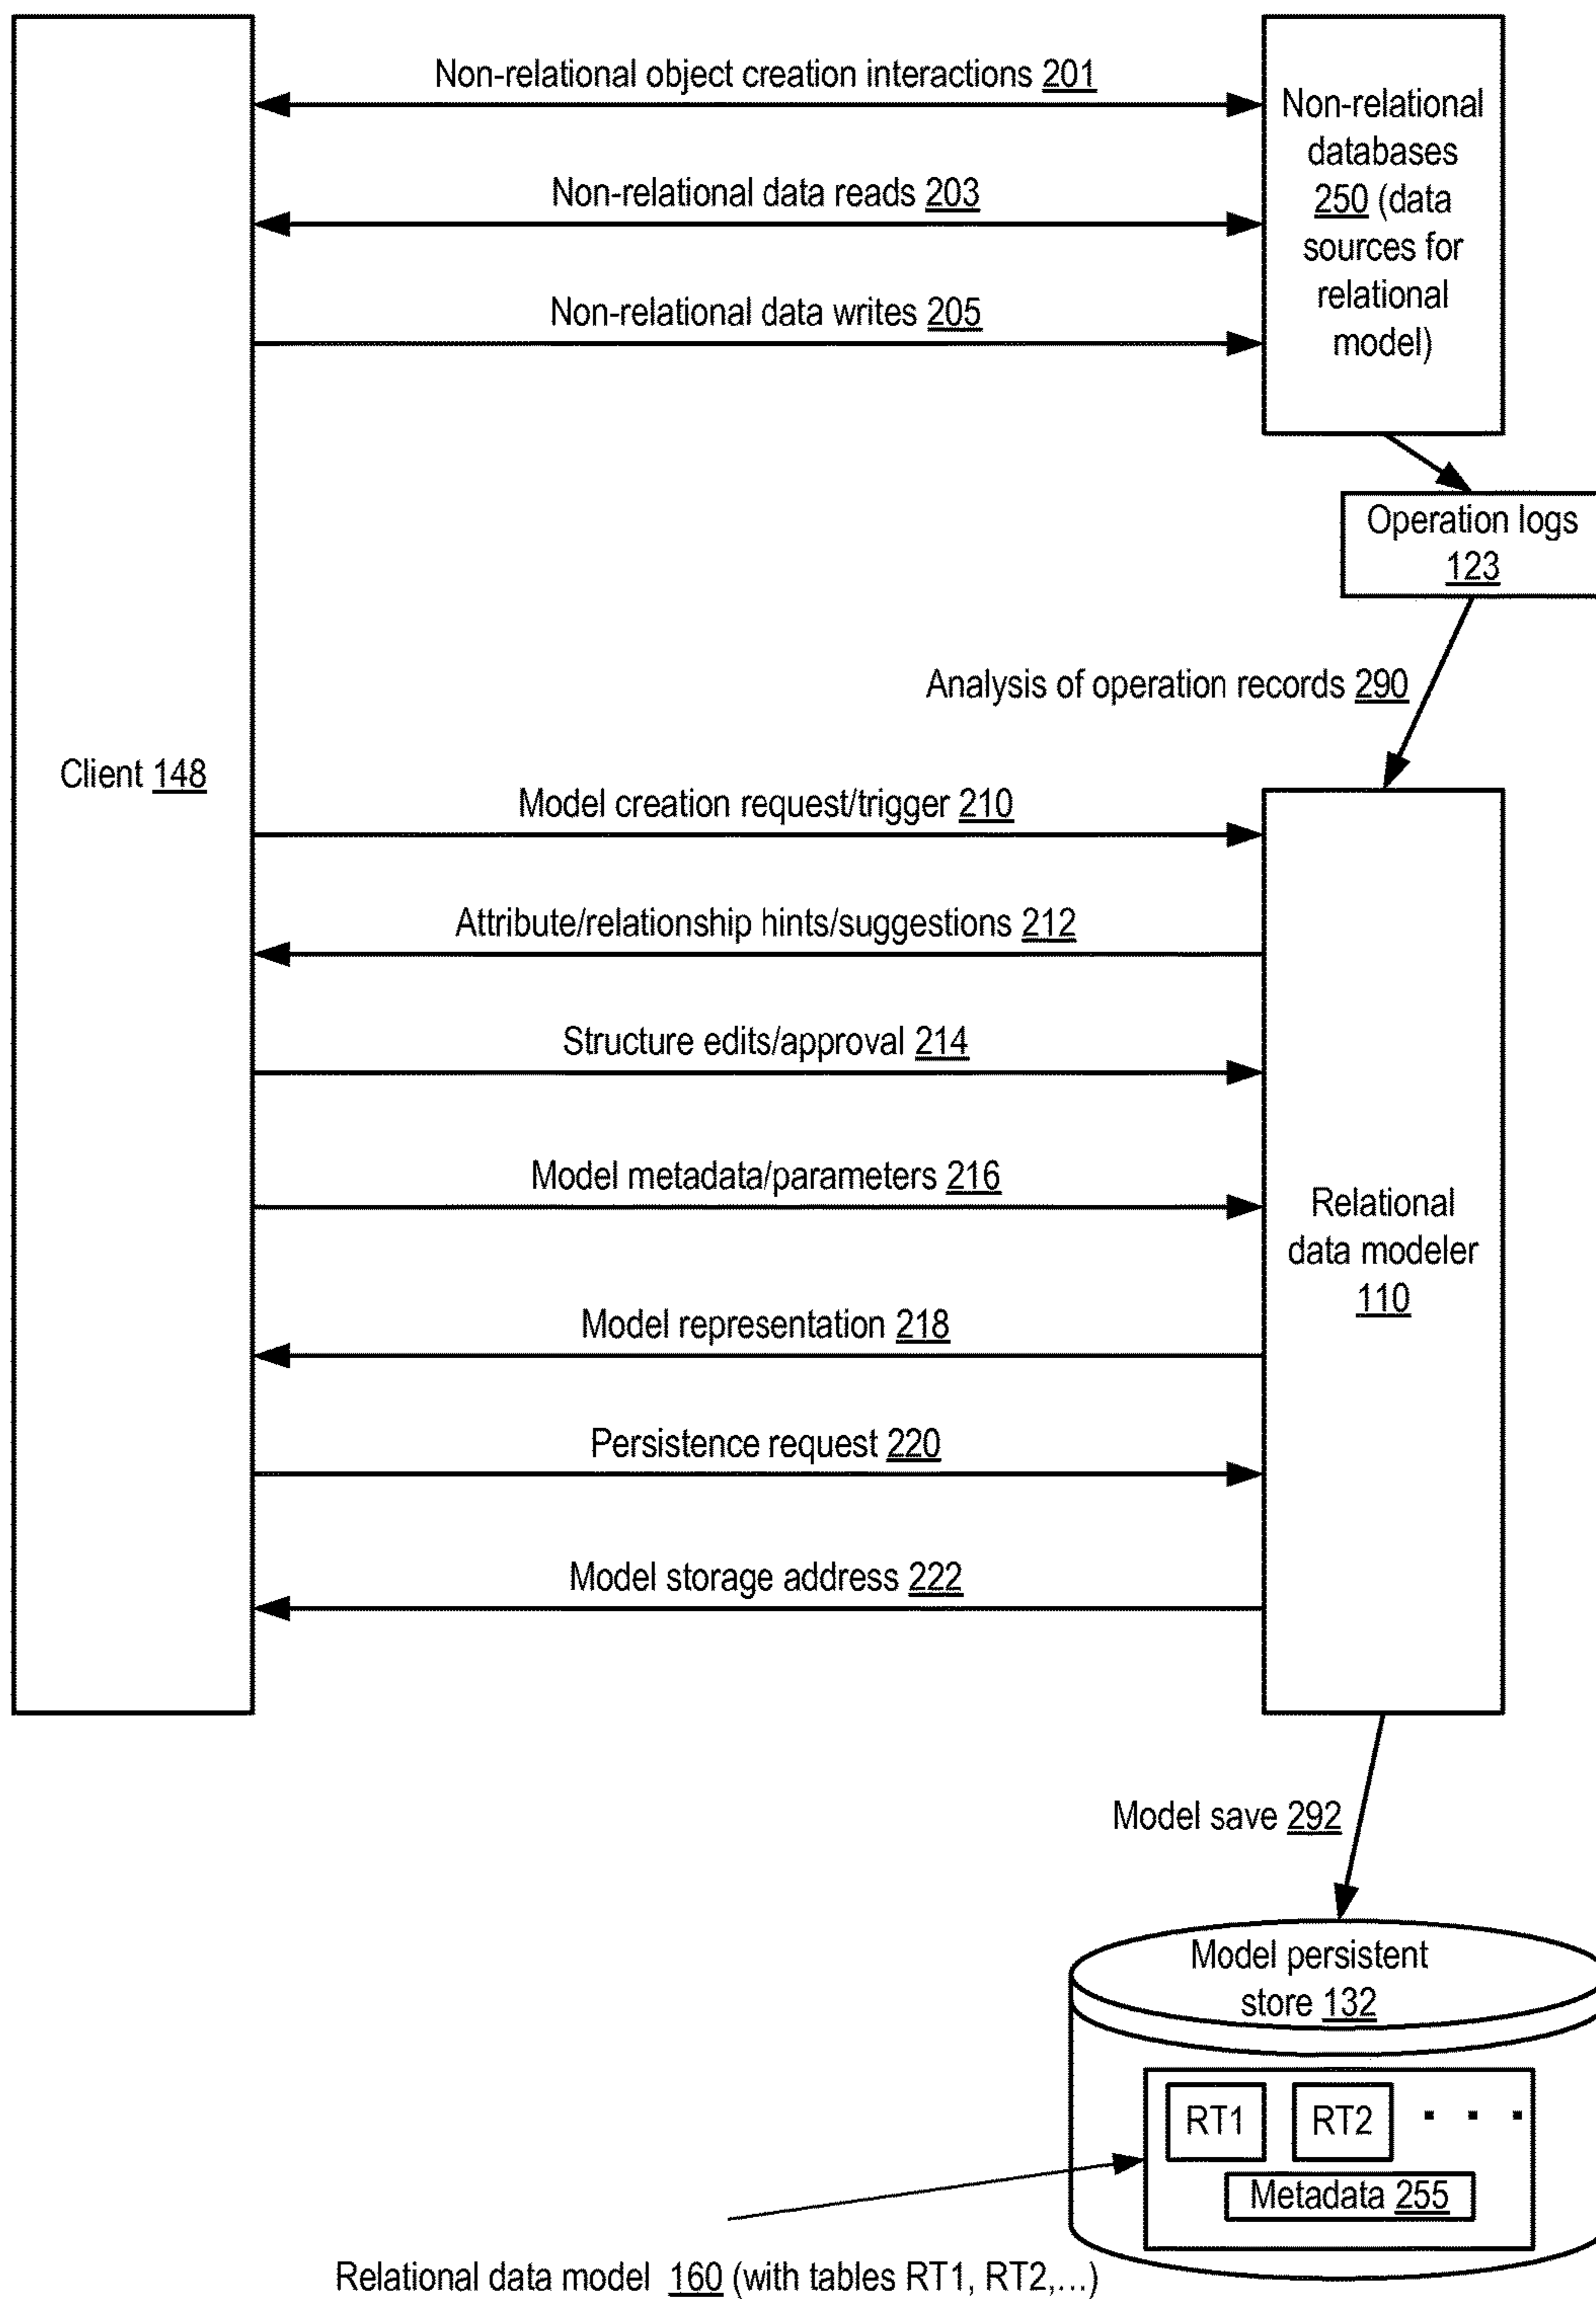 Non-relational object creation interactions 201
Non-relational
databases
250 (data
sources for
relational
model)
Non-relational data reads 203
Non-relational data writes 205
Operation logs
123
Analysis of operation records 290
Client 148
Model creation request/trigger 210
Attribute/relationship hints/suggestions 212
Structure edits/approval 214
Model metadata/parameters 216
Relational
data modeler
110
Model representation 218
Persistence request 220
Model storage address 222
Model save 292
Model persistent
store 132
RT1 RT2 . . .
Metadata 255
Relational data model 160 (with tables RT1, RT2,...)